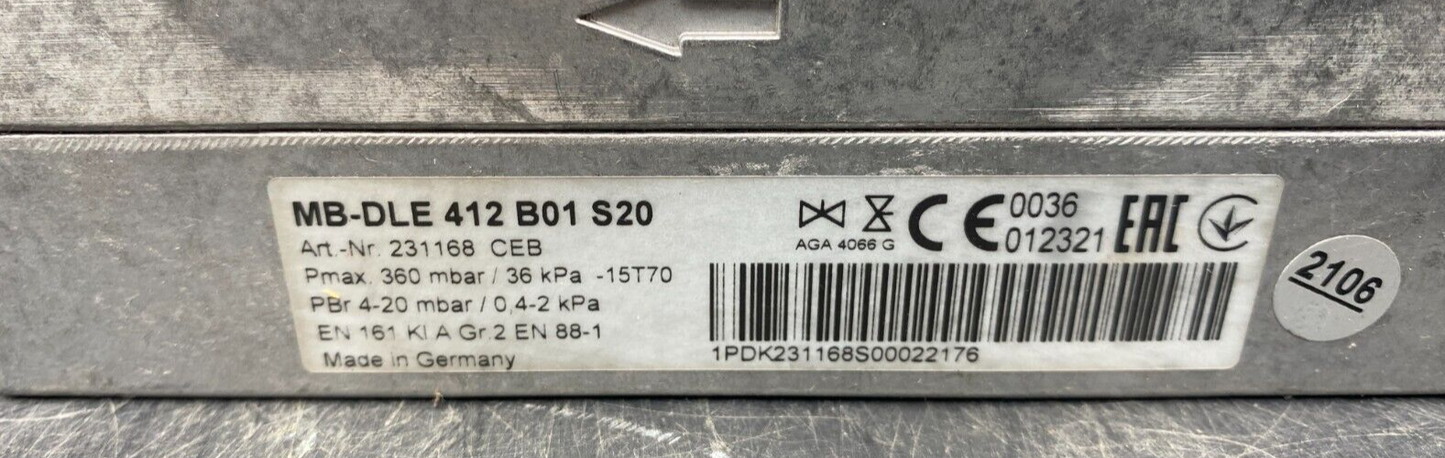 MB-DLE 412 B01 S20
Art.-Nr. 231168 CEB
Pmax. 360 mbar / 36 kPa -15T70
PBr 4-20 mbar / 0,4-2 kPa
EN 161 Kl A Gr.2 EN 88-1
Made in Germany
AGA 4066 G
CE 0036
012321
EAC
1PDK231168S00022176
2106